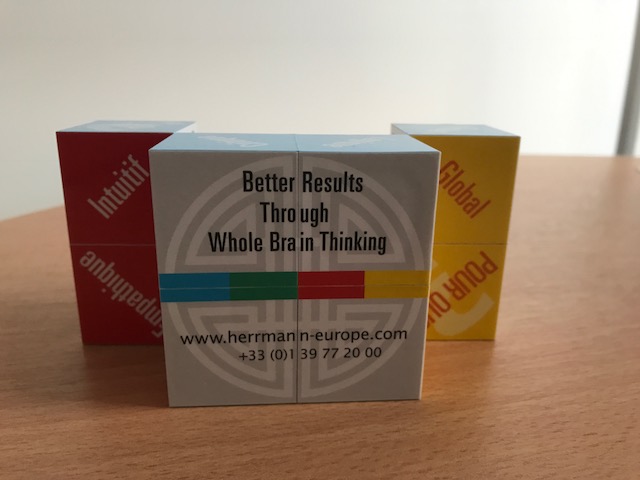 Better Results
Through
Whole Brain Thinking
www.herrmann-europe.com
+33 (0)1 39 77 20 00
Intuitif
Empathique
Global
POUR QUI